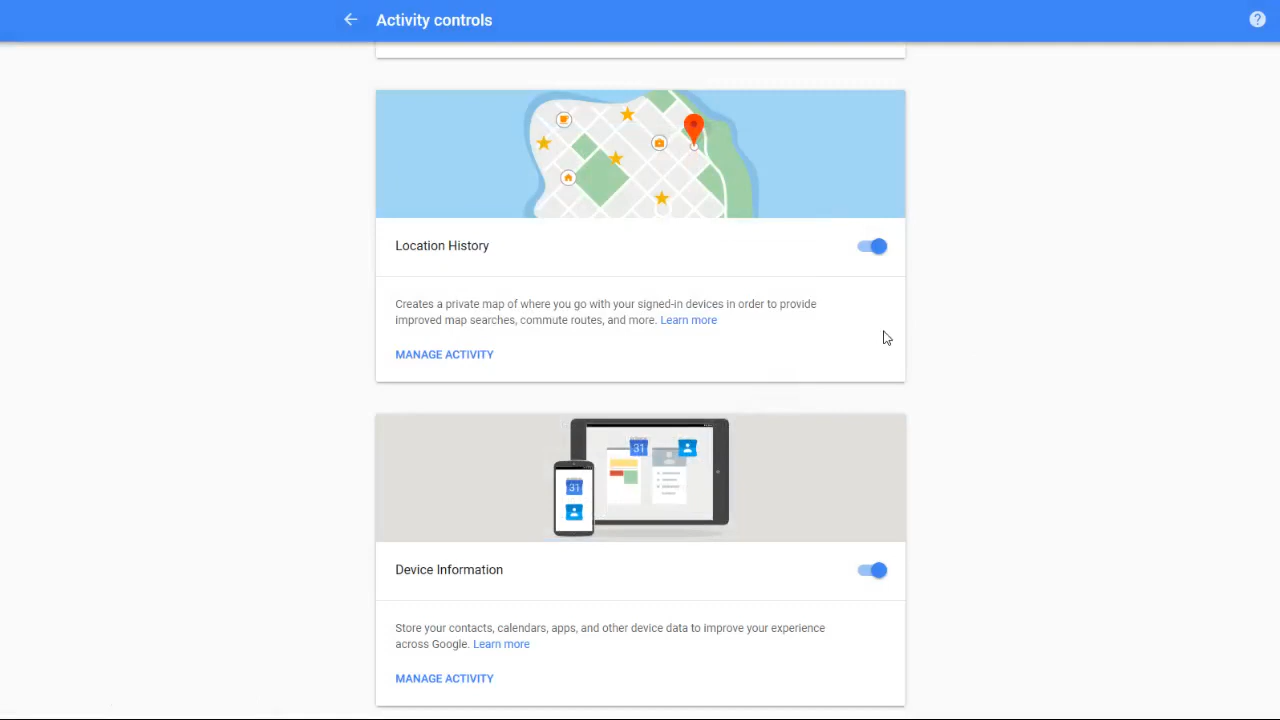 Activity controls
Location History
Creates a private map of where you go with your signed-in devices in order to provide
improved map searches, commute routes, and more. Learn more
MANAGE ACTIVITY
31
31
Device Information
Store your contacts, calendars, apps, and other device data to improve your experience
across Google. Learn more
MANAGE ACTIVITY